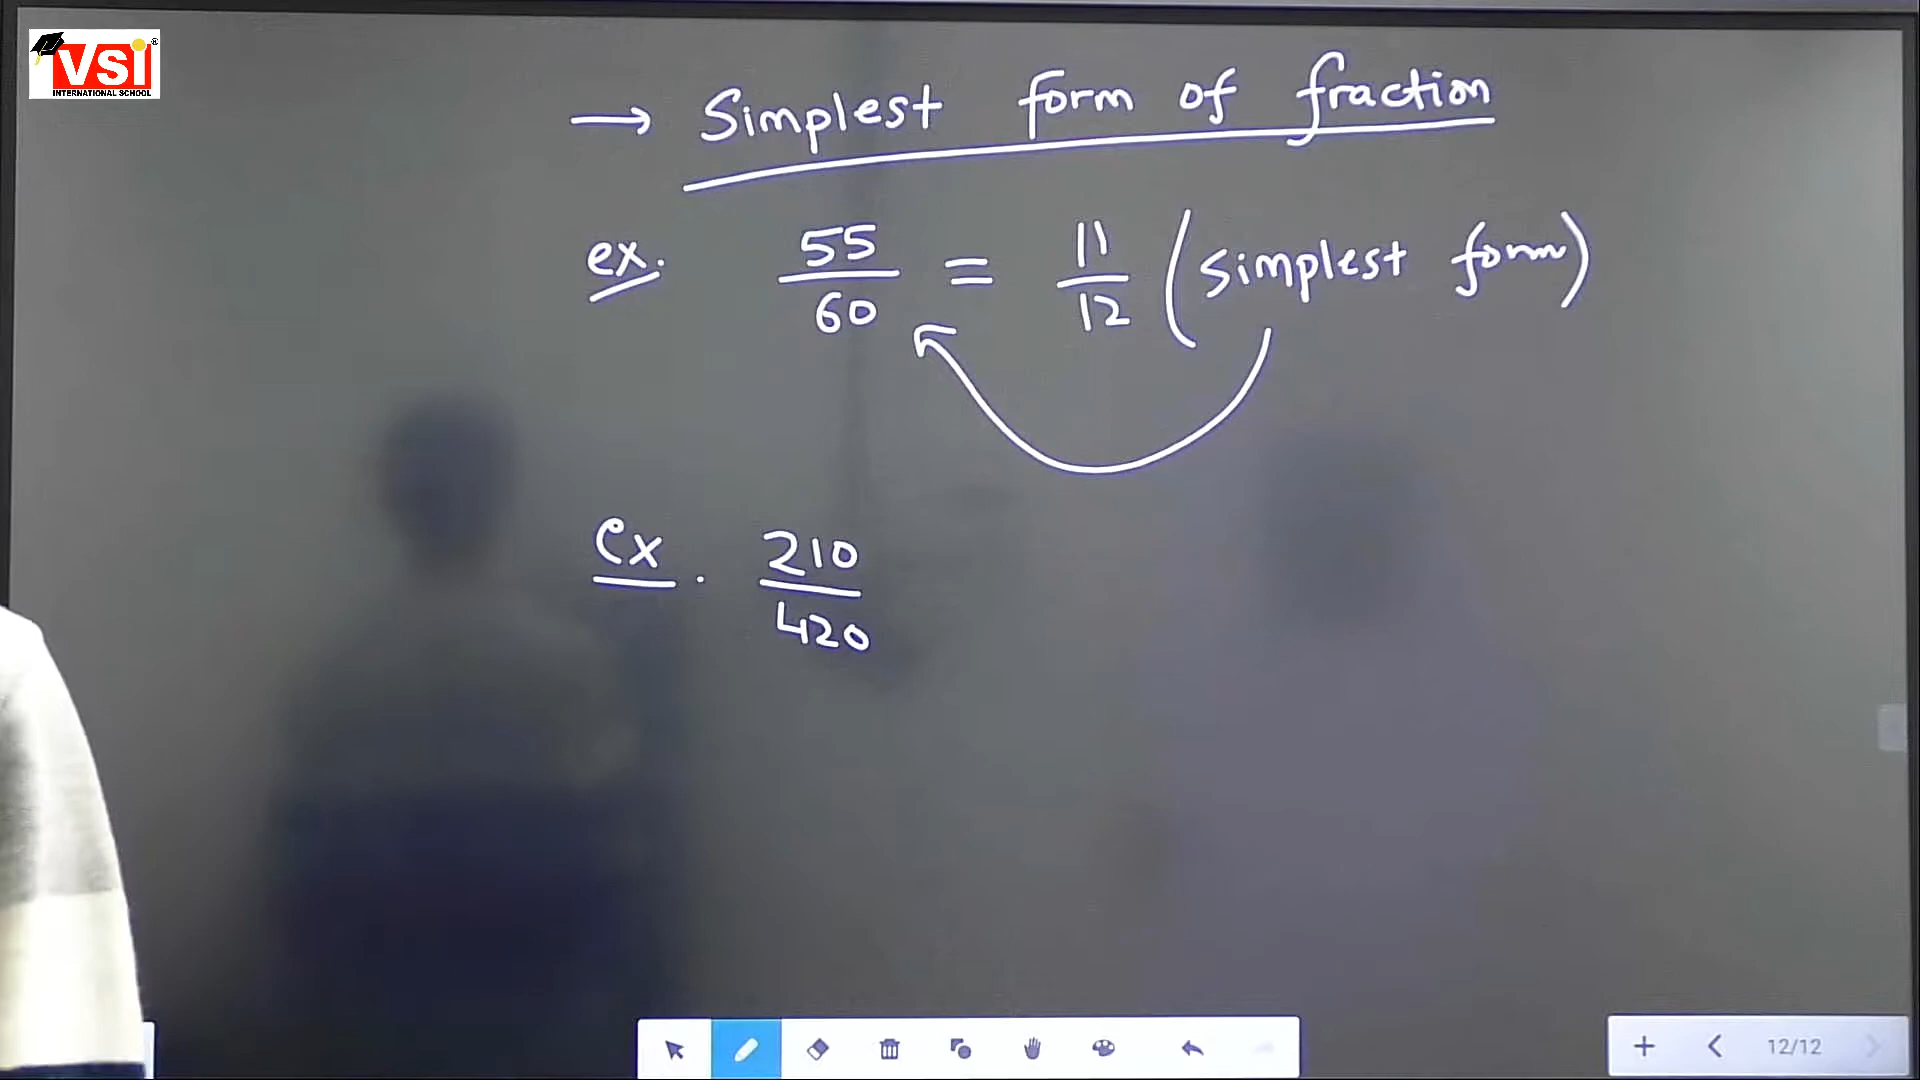 VSI
INTERNATIONAL SCHOOL
→ Simplest form of fraction
ex. 55/60 = 11/12 (simplest form)
ex. 210/420
12/12